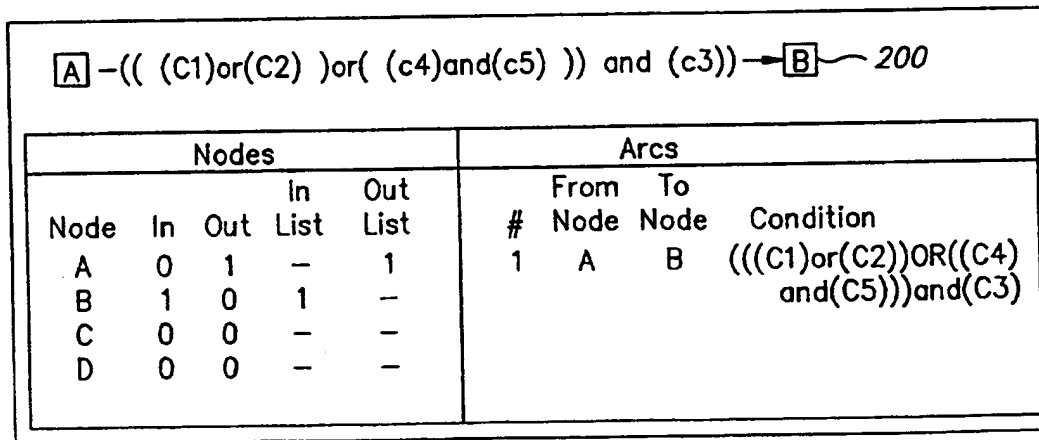 A -(( (C1)or(C2) )or( (c4)and(c5) )) and (c3))→B 200
Nodes Arcs
Node In Out In List Out List # From Node To Node Condition
A 0 1 – 1 1 A B (((C1)or(C2))OR((C4)
B 1 0 1 – and(C5)))and(C3)
C 0 0 – –
D 0 0 – –